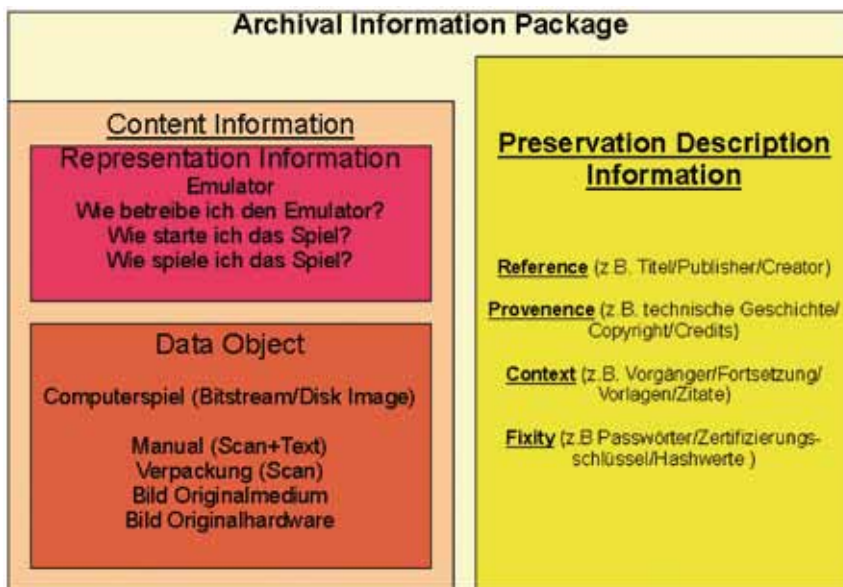 Archival Information Package
Content Information
Representation Information
Emulator
Wie betreibe ich den Emulator?
Wie starte ich das Spiel?
Wie spiele ich das Spiel?
Data Object
Computerspiel (Bitstream/Disk Image)
Manual (Scan+Text)
Verpackung (Scan)
Bild Originalmedium
Bild Originalhardware
Preservation Description
Information
Reference (z.B. Titel/Publisher/Creator)
Provenence (z.B. technische Geschichte/
Copyright/Credits)
Context (z.B. Vorgänger/Fortsetzung/
Vorlagen/Zitate)
Fixity (z.B Passwörter/Zertifizierungs-
schlüssel/Hashwerte )